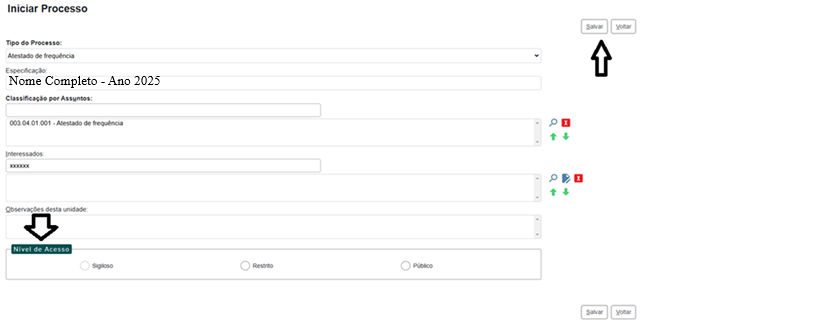 Iniciar Processo
Salvar Voltar
Tipo do Processo:
Atestado de frequência
Especificação:
Nome Completo - Ano 2025
Classificação por Assuntos:
003.04.01.001 - Atestado de frequência
Interessados:
xxxxxx
Observações desta unidade:
Nível de Acesso
Sigiloso Restrito Público
Salvar Voltar